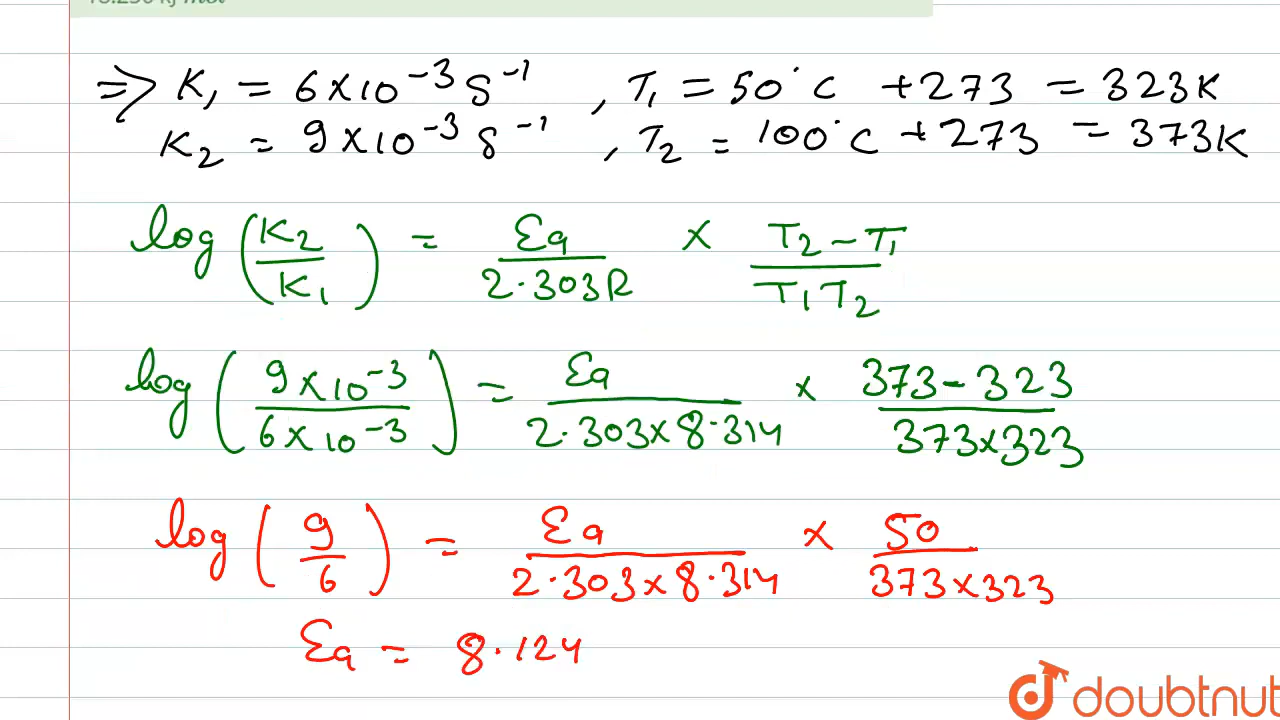 ⇒ K₁ = 6×10⁻³ S⁻¹ , T₁ = 50°C +273 = 323K
K₂ = 9×10⁻³ S⁻¹ , T₂ = 100°C +273 = 373K
log (K₂/K₁) = Ea/2.303R × T₂-T₁/T₁T₂
log (9×10⁻³/6×10⁻³) = Ea/2.303×8.314 × 373-323/373×323
log (9/6) = Ea/2.303×8.314 × 50/373×323
Ea = 8.124
doubtnut